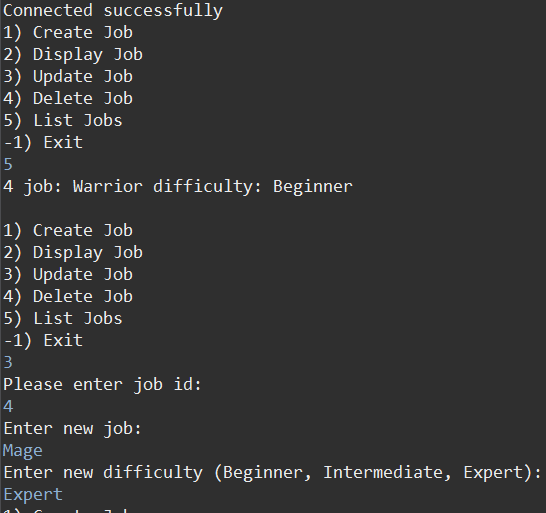 Connected successfully
1) Create Job
2) Display Job
3) Update Job
4) Delete Job
5) List Jobs
-1) Exit
5
4 job: Warrior difficulty: Beginner
1) Create Job
2) Display Job
3) Update Job
4) Delete Job
5) List Jobs
-1) Exit
3
Please enter job id:
4
Enter new job:
Mage
Enter new difficulty (Beginner, Intermediate, Expert):
Expert